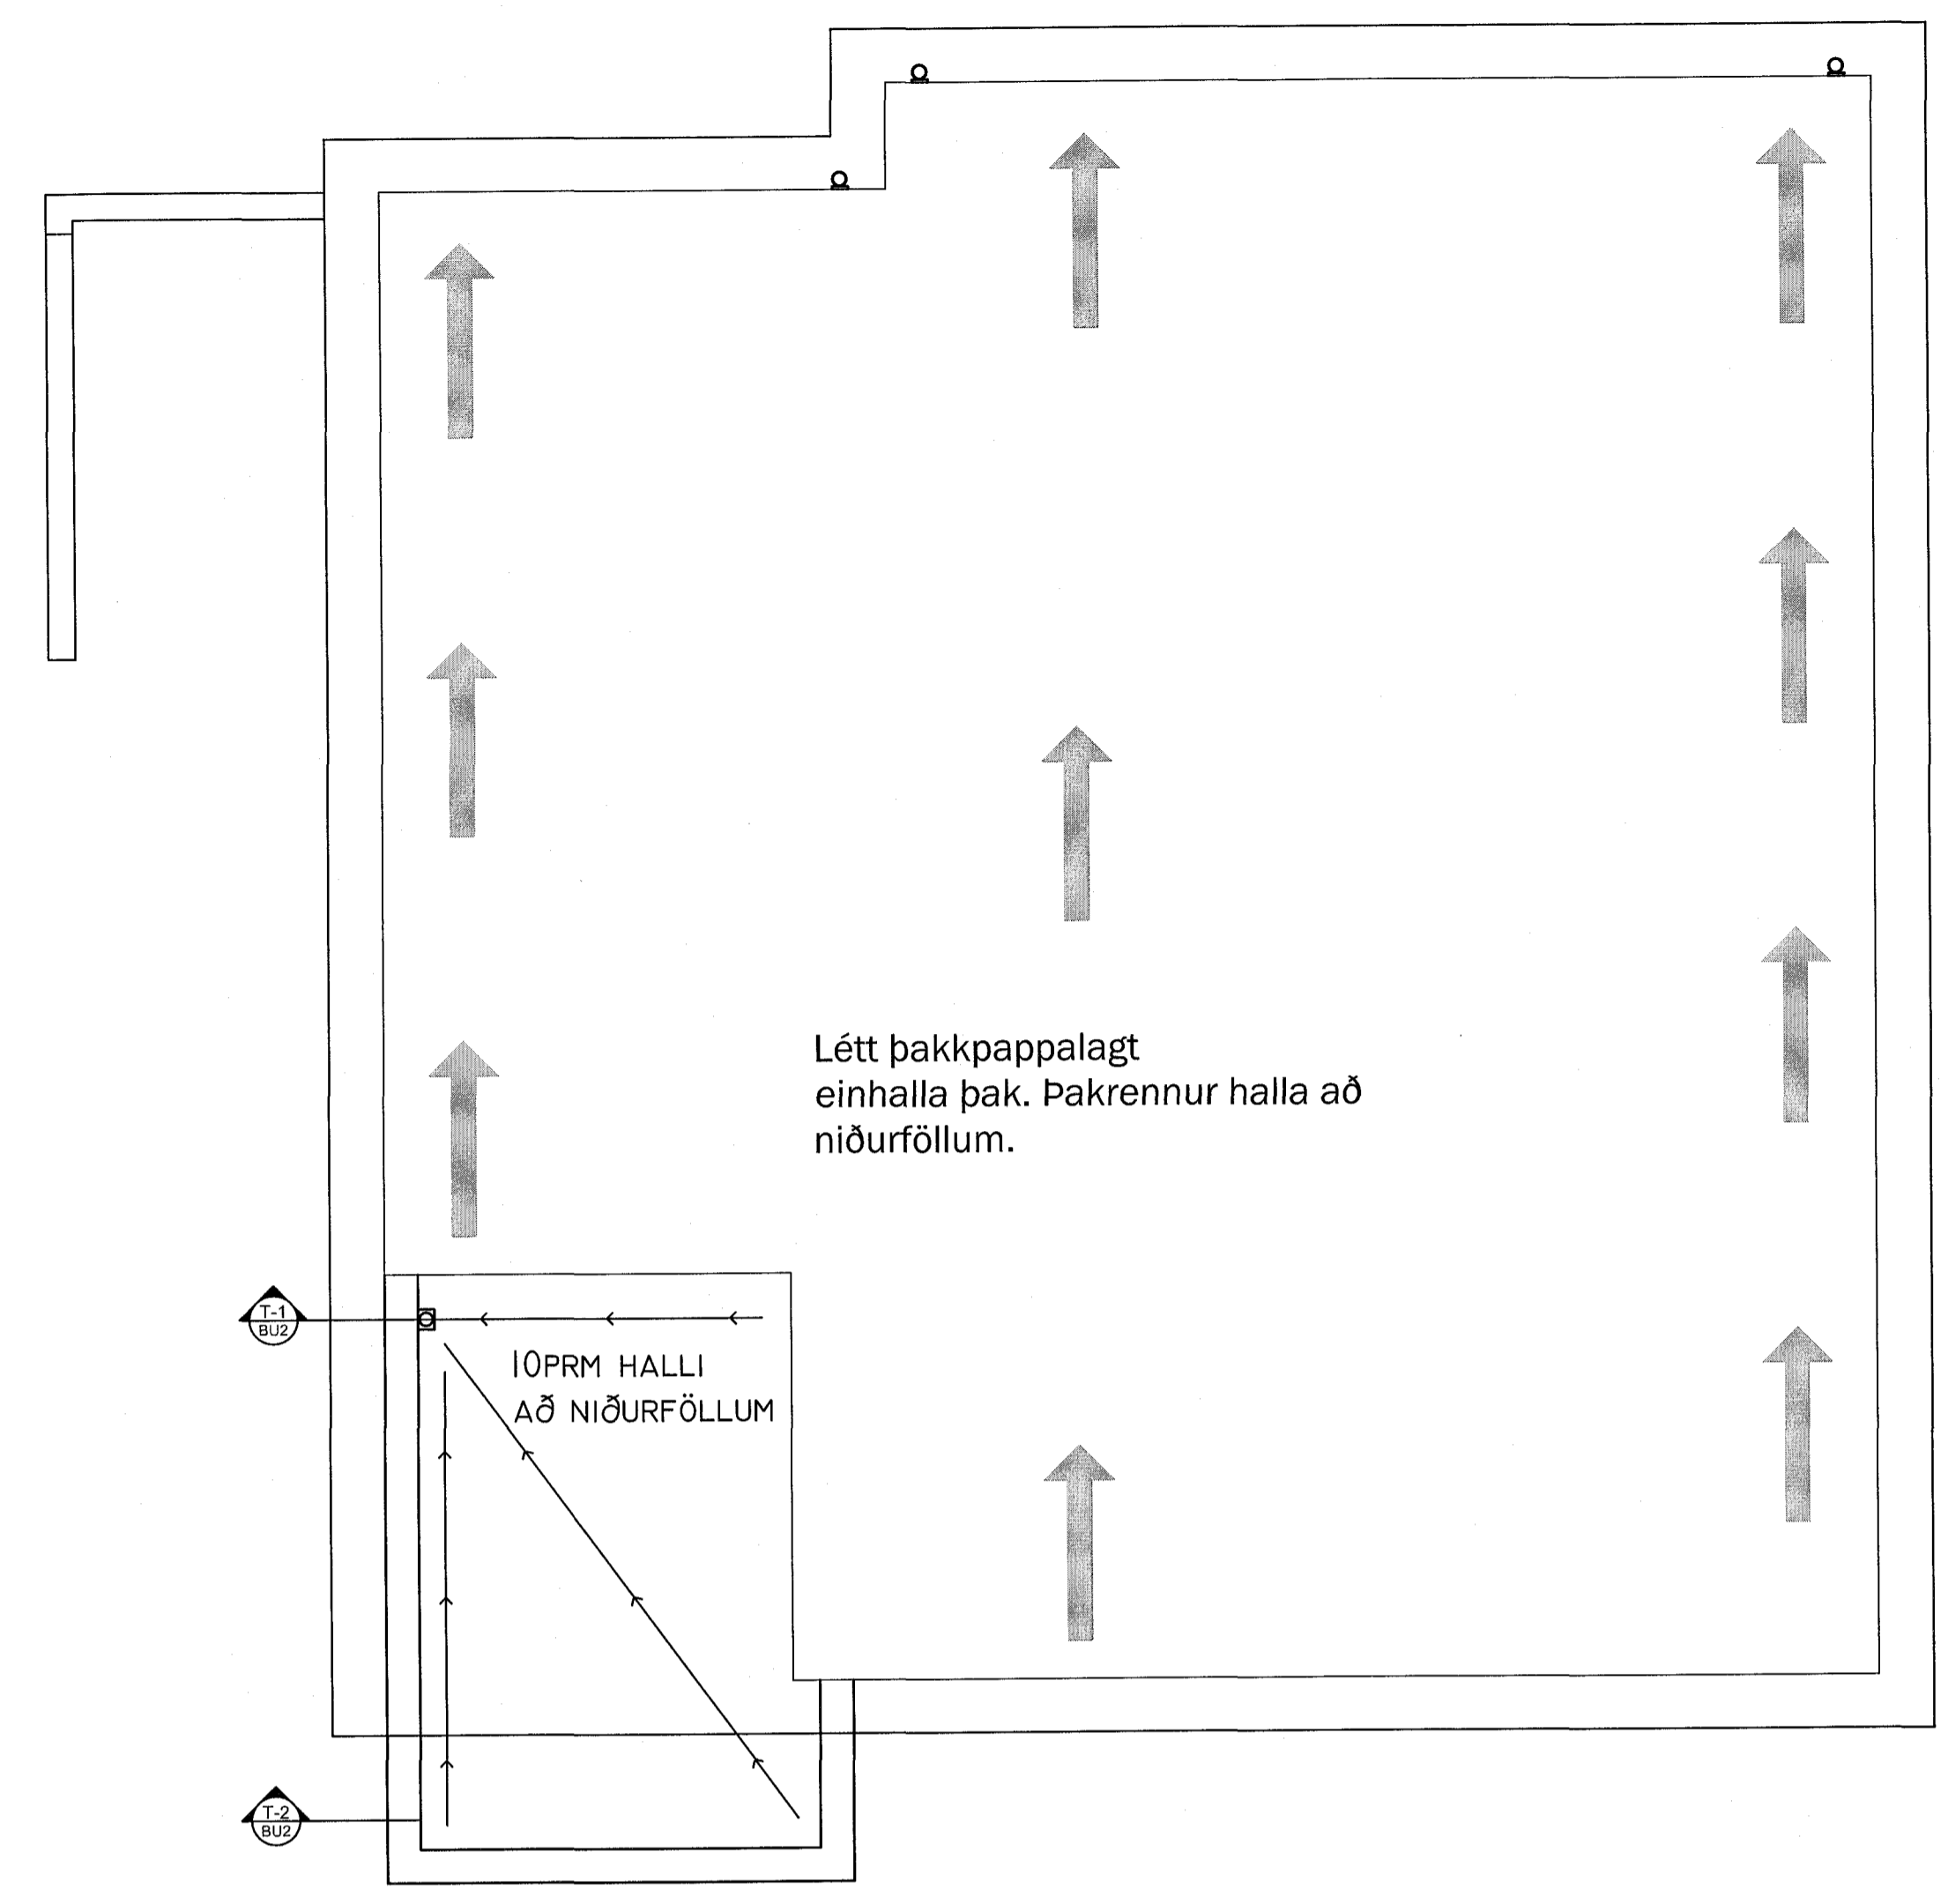 Létt þakkpappalagt
einhalla þak. Þakrennur halla að
niðurföllum.
T-1
BU2
10PRM HALLI
AÐ NIÐURFÖLLUM
T-2
BU2